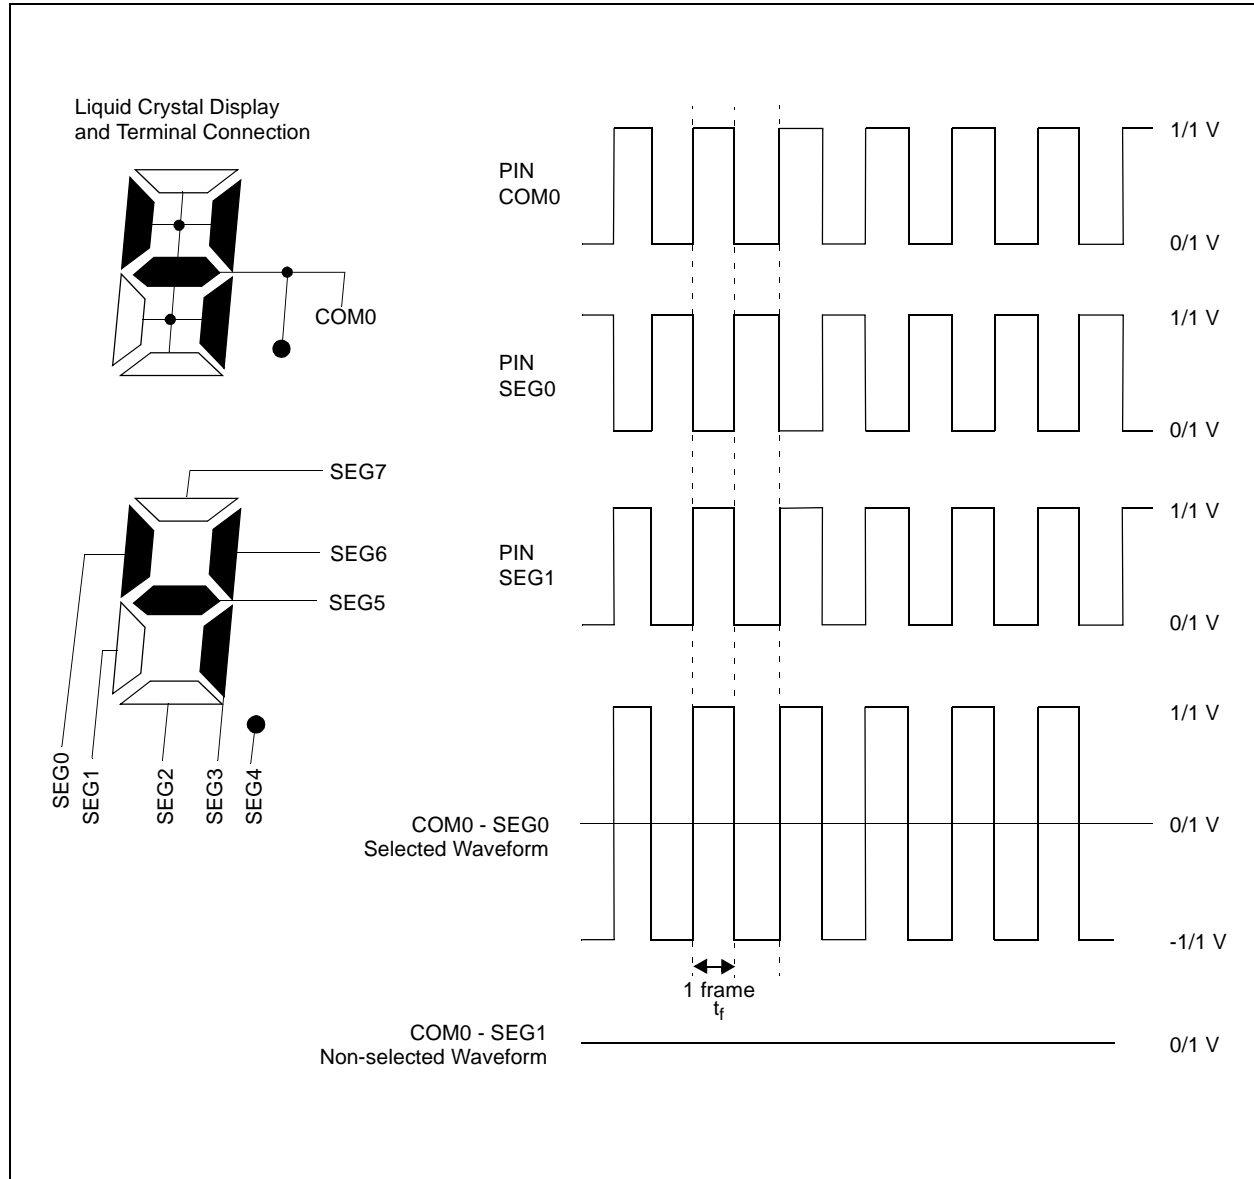 Liquid Crystal Display
and Terminal Connection
COM0
SEG7
SEG6
SEG5
SEG0
SEG1
SEG2
SEG3
SEG4
PIN
COM0
1/1 V
0/1 V
PIN
SEG0
1/1 V
0/1 V
PIN
SEG1
1/1 V
0/1 V
COM0 - SEG0
Selected Waveform
1/1 V
0/1 V
-1/1 V
1 frame
tf
COM0 - SEG1
Non-selected Waveform
0/1 V